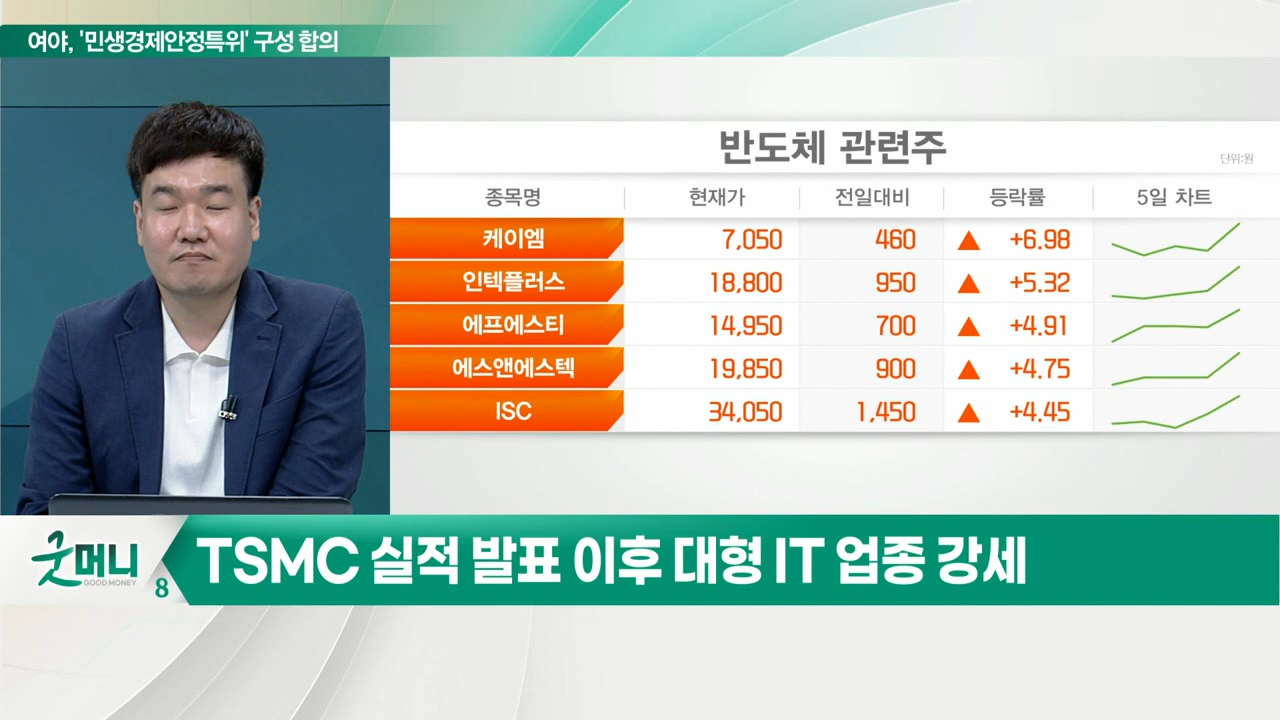 여야, '민생경제안정특위' 구성 합의
반도체 관련주
단위:원
종목명 현재가 전일대비 등락률 5일 차트
케이엠 7,050 460 ▲ +6.98
인텍플러스 18,800 950 ▲ +5.32
에프에스티 14,950 700 ▲ +4.91
에스앤에스텍 19,850 900 ▲ +4.75
ISC 34,050 1,450 ▲ +4.45
굿머니
GOOD MONEY
8
TSMC 실적 발표 이후 대형 IT 업종 강세